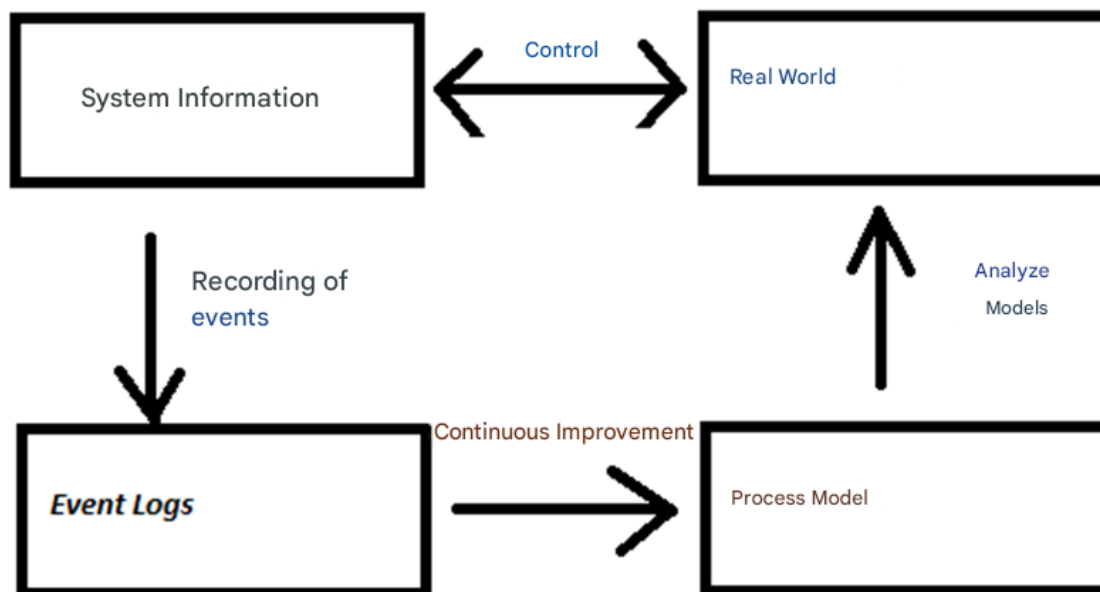 System Information
Control
Real World
Recording of
events
Analyze
Models
Continuous Improvement
Event Logs
Process Model